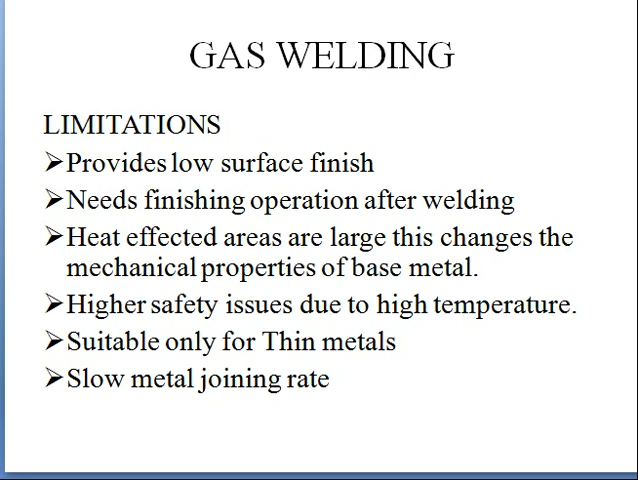 GAS WELDING
LIMITATIONS
➢Provides low surface finish
➢Needs finishing operation after welding
➢Heat effected areas are large this changes the
mechanical properties of base metal.
➢Higher safety issues due to high temperature.
➢Suitable only for Thin metals
➢Slow metal joining rate